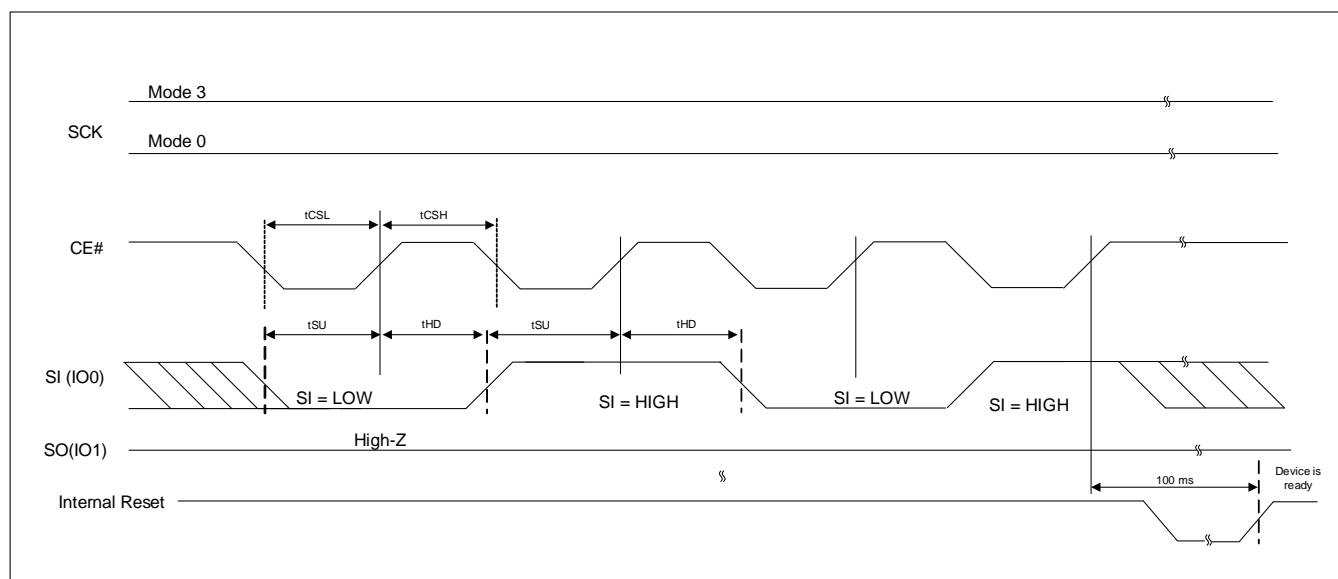 Mode 3
SCK
Mode 0
tCSL
tCSH
CE#
tSU
tHD
tSU
tHD
SI (IO0)
SI = LOW
SI = HIGH
SI = LOW
SI = HIGH
High-Z
SO(IO1)
100 ms
Device is
ready
Internal Reset